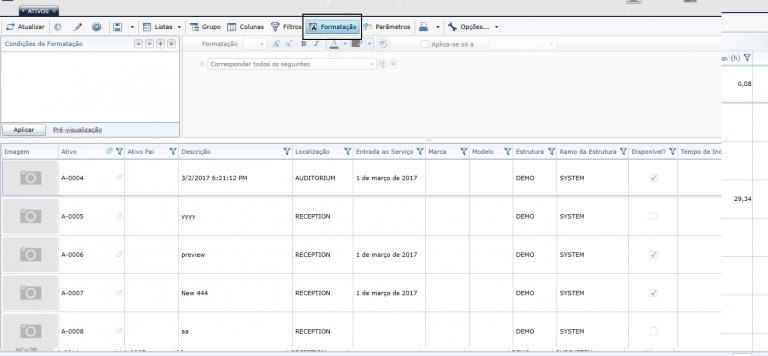 ATIVOS
Atualizar Listas Grupo Colunas Filtros Formatação Parâmetros Opções...
Condições de Formatação
Formatação B I A Aplica-se só a
Corresponder todos os seguintes
Aplicar Pré-visualização
p. (h)
0,08
Imagem Ativo Ativo Pai Descrição Localização Entrada ao Serviço Marca Modelo Estrutura Ramo da Estrutura Disponível? Tempo de Ind
A-0004 3/2/2017 6:21:12 PM AUDITORIUM 1 de março de 2017 DEMO SYSTEM
29,34
A-0005 yyyy RECEPTION DEMO SYSTEM
A-0006 preview RECEPTION 1 de março de 2017 DEMO SYSTEM
A-0007 New 444 RECEPTION 1 de março de 2017 DEMO SYSTEM
A-0008 aa RECEPTION DEMO SYSTEM